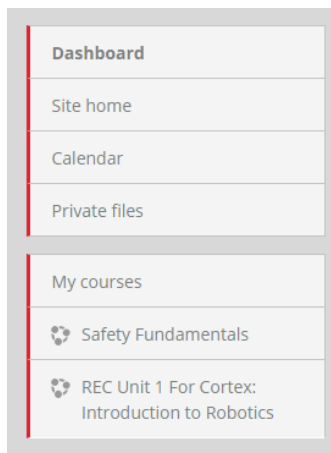 Dashboard
Site home
Calendar
Private files
My courses
Safety Fundamentals
REC Unit 1 For Cortex:
Introduction to Robotics